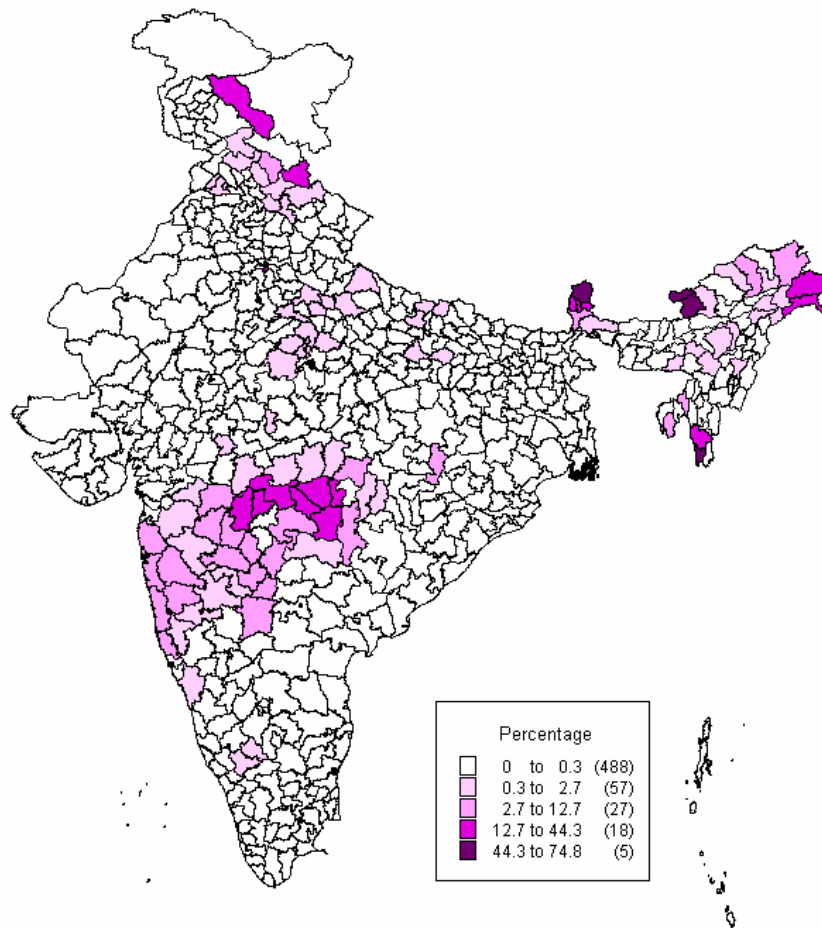 Percentage
0 to 0.3 (488)
0.3 to 2.7 (57)
2.7 to 12.7 (27)
12.7 to 44.3 (18)
44.3 to 74.8 (5)